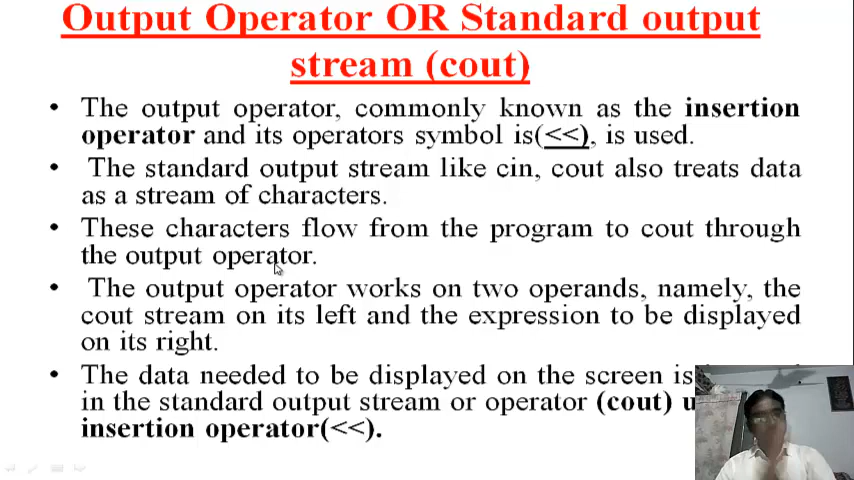 Output Operator OR Standard output
stream (cout)
• The output operator, commonly known as the insertion
operator and its operators symbol is(<<), is used.
• The standard output stream like cin, cout also treats data
as a stream of characters.
• These characters flow from the program to cout through
the output operator.
• The output operator works on two operands, namely, the
cout stream on its left and the expression to be displayed
on its right.
• The data needed to be displayed on the screen is
in the standard output stream or operator (cout)
insertion operator(<<).